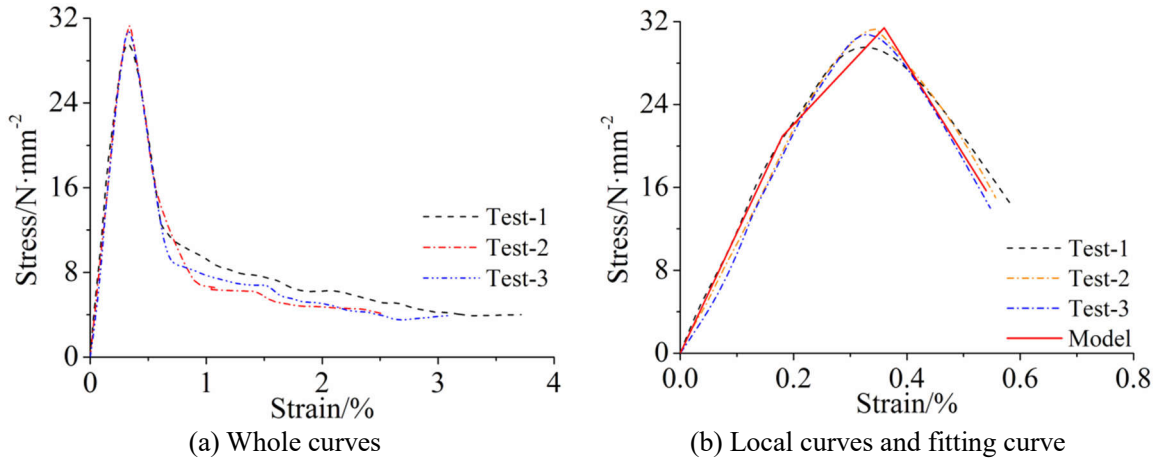 32
24
16
8
0
Stress/N·mm⁻²
Test-1
Test-2
Test-3
0 1 2 3 4
Strain/%
(a) Whole curves
32
24
16
8
0
Stress/N·mm⁻²
Test-1
Test-2
Test-3
Model
0.0 0.2 0.4 0.6 0.8
Strain/%
(b) Local curves and fitting curve